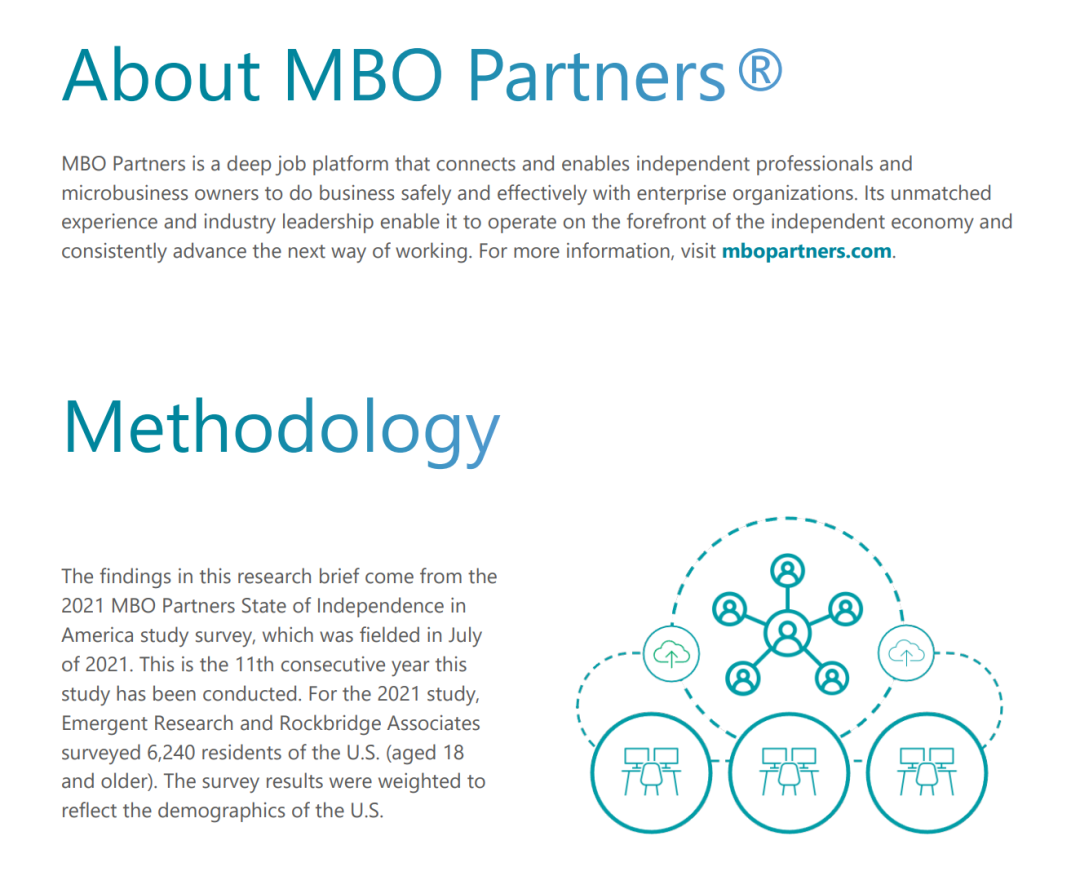 About MBO Partners®
MBO Partners is a deep job platform that connects and enables independent professionals and
microbusiness owners to do business safely and effectively with enterprise organizations. Its unmatched
experience and industry leadership enable it to operate on the forefront of the independent economy and
consistently advance the next way of working. For more information, visit mbopartners.com.
Methodology
The findings in this research brief come from the
2021 MBO Partners State of Independence in
America study survey, which was fielded in July
of 2021. This is the 11th consecutive year this
study has been conducted. For the 2021 study,
Emergent Research and Rockbridge Associates
surveyed 6,240 residents of the U.S. (aged 18
and older). The survey results were weighted to
reflect the demographics of the U.S.